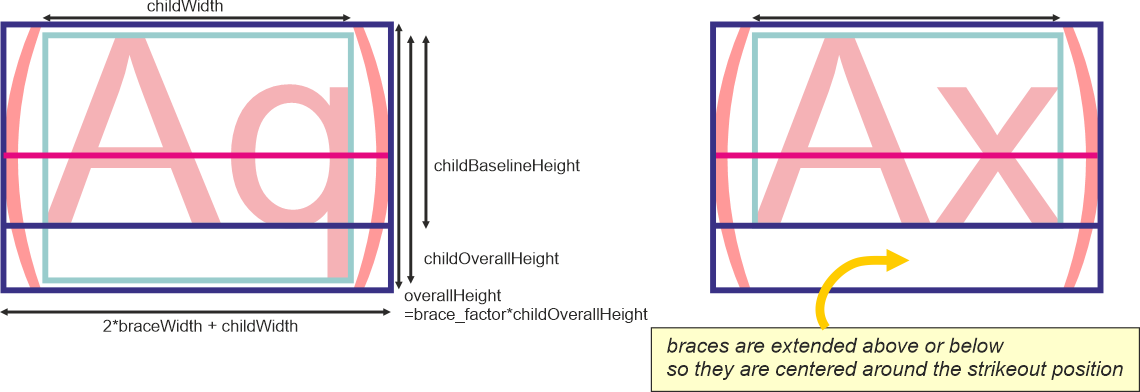 childWidth
Aq
Ax
childBaselineHeight
childOverallHeight
overallHeight
=brace_factor*childOverallHeight
2*braceWidth + childWidth
braces are extended above or below
so they are centered around the strikeout position